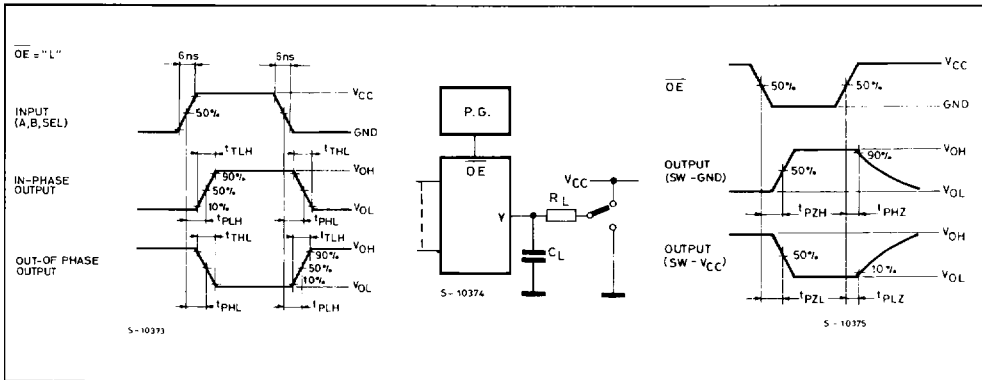 OE = "L"
6ns
6ns
INPUT
(A,B,SEL)
50%
VCC
GND
tTLH
tTHL
IN-PHASE
OUTPUT
90%
50%
10%
VOH
VOL
tPLH
tPHL
tTHL
tTLH
OUT-OF PHASE
OUTPUT
VOH
90%
50%
10%
VOL
tPHL
tPLH
S-10373
P.G.
OE
Y
VCC
RL
CL
S-10374
OE
50%
50%
VCC
GND
OUTPUT
(SW-GND)
50%
90%
VOH
VOL
tPZH
tPHZ
OUTPUT
(SW-VCC)
50%
10%
VOH
VOL
tPZL
tPLZ
S-10375